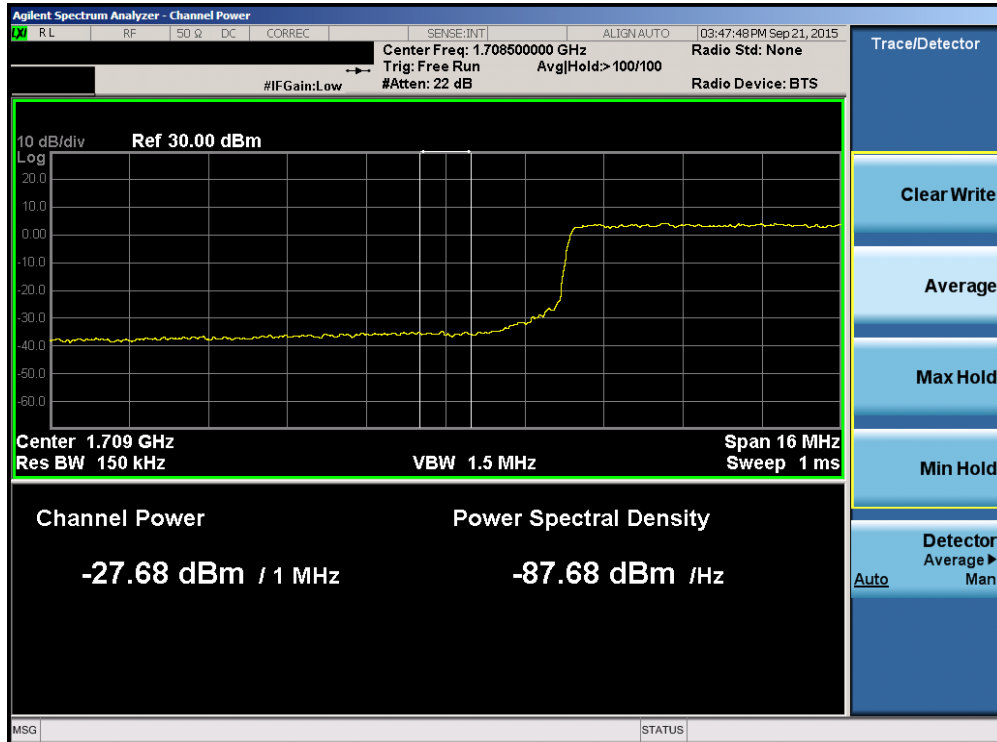 Agilent Spectrum Analyzer - Channel Power
LXI RL RF 50 Ω DC CORREC SENSE:INT ALIGN AUTO 03:47:48 PM Sep 21, 2015
Center Freq: 1.708500000 GHz Radio Std: None
Trig: Free Run Avg|Hold:> 100/100
#IFGain:Low #Atten: 22 dB Radio Device: BTS
10 dB/div Ref 30.00 dBm
Log
20.0
10.0
0.00
-10.0
-20.0
-30.0
-40.0
-50.0
-60.0
Center 1.709 GHz Span 16 MHz
Res BW 150 kHz VBW 1.5 MHz Sweep 1 ms
Channel Power Power Spectral Density
-27.68 dBm / 1 MHz -87.68 dBm /Hz
MSG STATUS
Trace/Detector
Clear Write
Average
Max Hold
Min Hold
Detector
Average
Auto Man